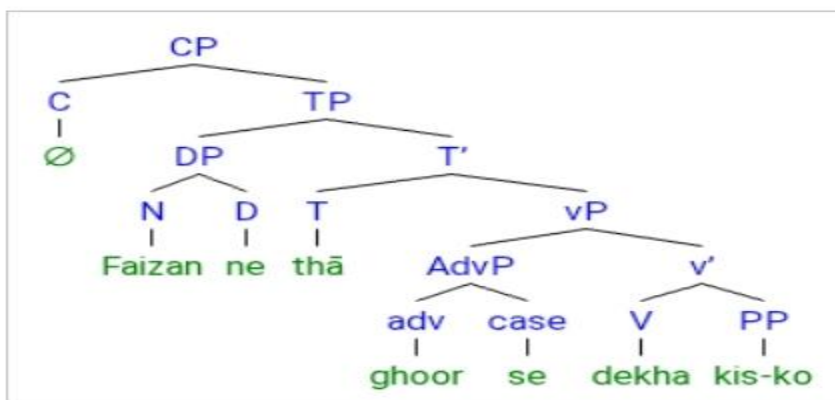 CP
C TP
Ø DP T′
N D T vP
Faizan ne thā AdvP v′
adv case V PP
ghoor se dekha kis-ko